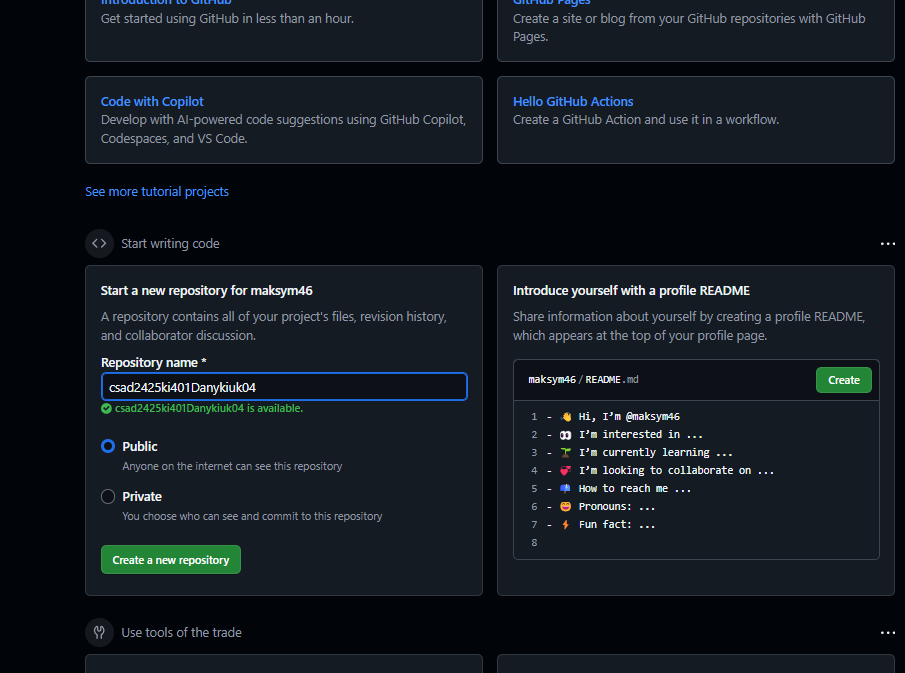 Introduction to GitHub
Get started using GitHub in less than an hour.
GitHub Pages
Create a site or blog from your GitHub repositories with GitHub
Pages.
Code with Copilot
Develop with AI-powered code suggestions using GitHub Copilot,
Codespaces, and VS Code.
Hello GitHub Actions
Create a GitHub Action and use it in a workflow.
See more tutorial projects
Start writing code
Start a new repository for maksym46
A repository contains all of your project's files, revision history,
and collaborator discussion.
Repository name *
csad2425ki401Danykiuk04
csad2425ki401Danykiuk04 is available.
Public
Anyone on the internet can see this repository
Private
You choose who can see and commit to this repository
Create a new repository
Introduce yourself with a profile README
Share information about yourself by creating a profile README,
which appears at the top of your profile page.
maksym46 / README.md
Create
1 - 👋 Hi, I’m @maksym46
2 - 👀 I’m interested in ...
3 - 🌱 I’m currently learning ...
4 - 💞️ I’m looking to collaborate on ...
5 - 📫 How to reach me ...
6 - 😄 Pronouns: ...
7 - ⚡ Fun fact: ...
8
Use tools of the trade